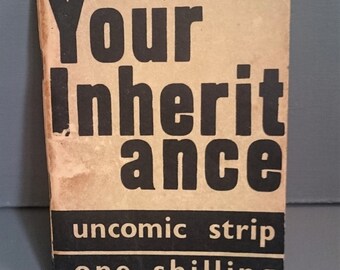 Your
Inherit
ance
uncomic strip
one shilling